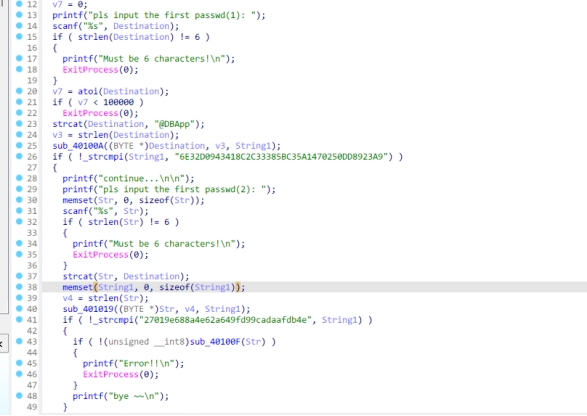 12 v7 = 0;
13 printf("pls input the first passwd(1): ");
14 scanf("%s", Destination);
15 if ( strlen(Destination) != 6 )
16 {
17 printf("Must be 6 characters!\n");
18 ExitProcess(0);
19 }
20 v7 = atoi(Destination);
21 if ( v7 < 100000 )
22 ExitProcess(0);
23 strcat(Destination, "@DBApp");
24 v3 = strlen(Destination);
25 sub_40100A((BYTE *)Destination, v3, String1);
26 if ( !_strcmpi(String1, "6E32D0943418C2C33385BC35A1470250DD8923A9") )
27 {
28 printf("continue...\n\n");
29 printf("pls input the first passwd(2): ");
30 memset(Str, 0, sizeof(Str));
31 scanf("%s", Str);
32 if ( strlen(Str) != 6 )
33 {
34 printf("Must be 6 characters!\n");
35 ExitProcess(0);
36 }
37 strcat(Str, Destination);
38 memset(String1, 0, sizeof(String1));
39 v4 = strlen(Str);
40 sub_401019((BYTE *)Str, v4, String1);
41 if ( !_strcmpi("27019e688a4e62a649fd99cadaafdb4e", String1) )
42 {
43 if ( !(unsigned __int8)sub_40100F(Str) )
44 {
45 printf("Error!!\n");
46 ExitProcess(0);
47 }
48 printf("bye ~~\n");
49 }